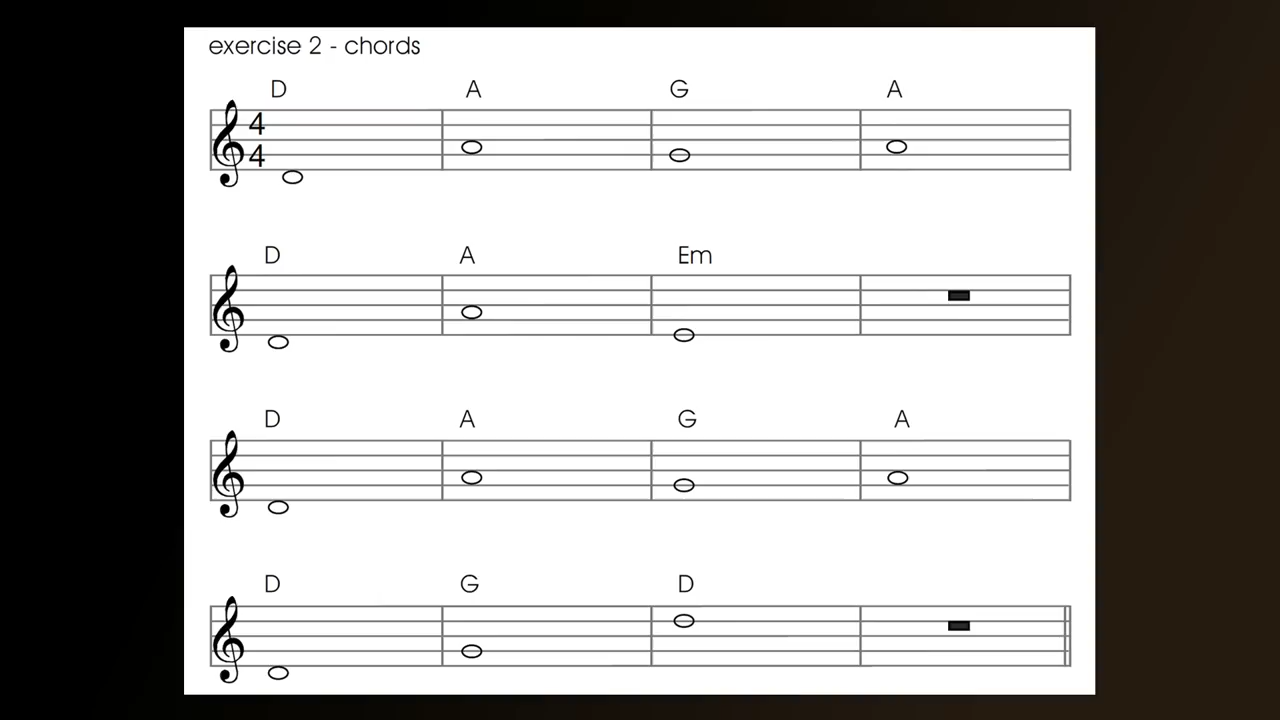 exercise 2 - chords
D A G A
4
4
D A Em
D A G A
D G D